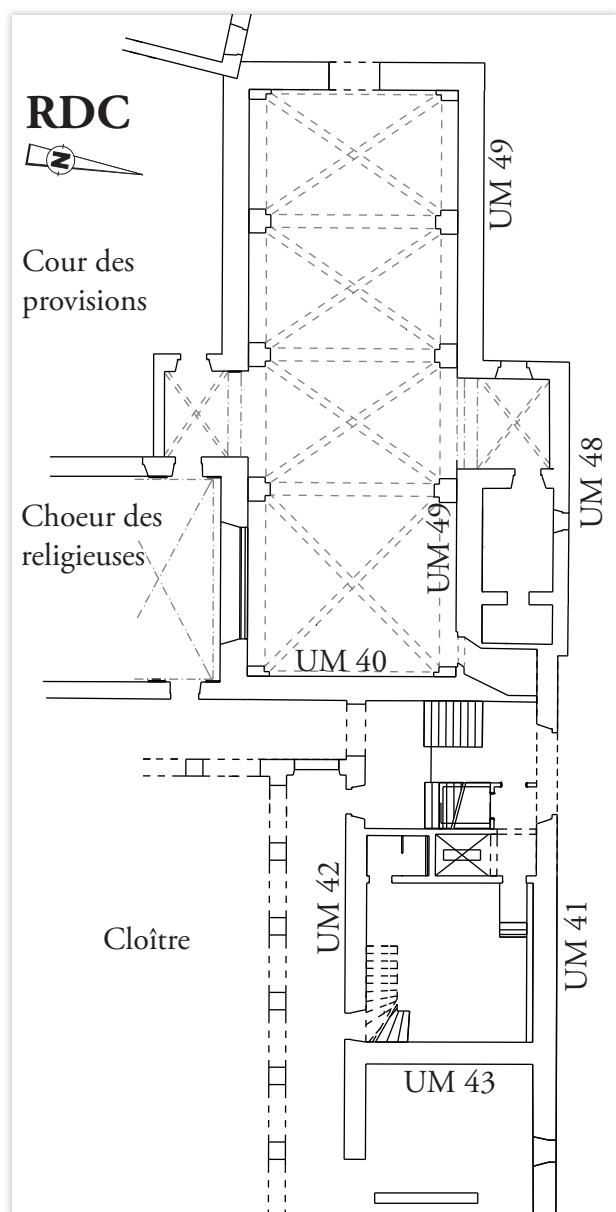 RDC
N
UM 49
Cour des
provisions
UM 48
Choeur des
religieuses
UM 49
UM 40
UM 42
UM 41
Cloître
UM 43